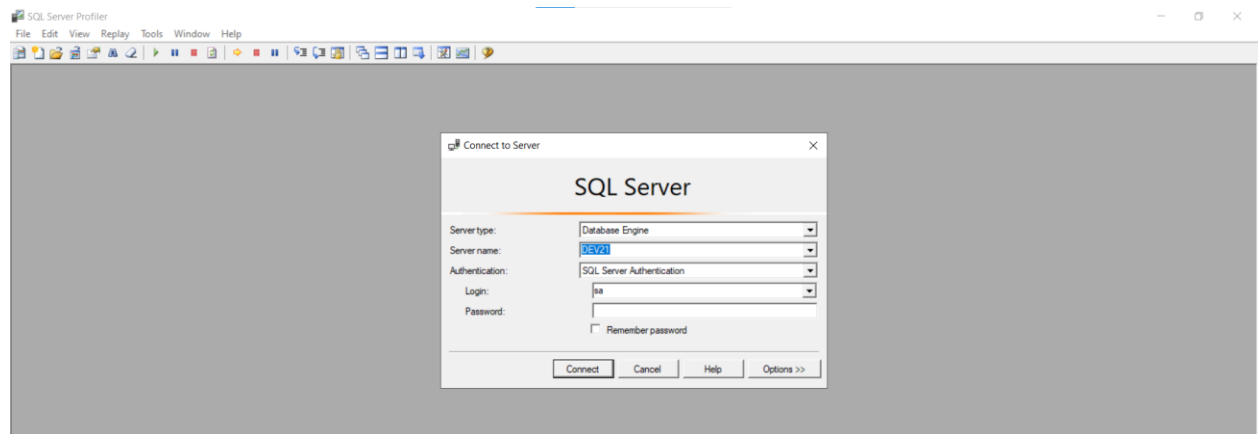 SQL Server Profiler
File Edit View Replay Tools Window Help
Connect to Server
SQL Server
Server type: Database Engine
Server name: DEV21
Authentication: SQL Server Authentication
Login: sa
Password:
Remember password
Connect Cancel Help Options >>